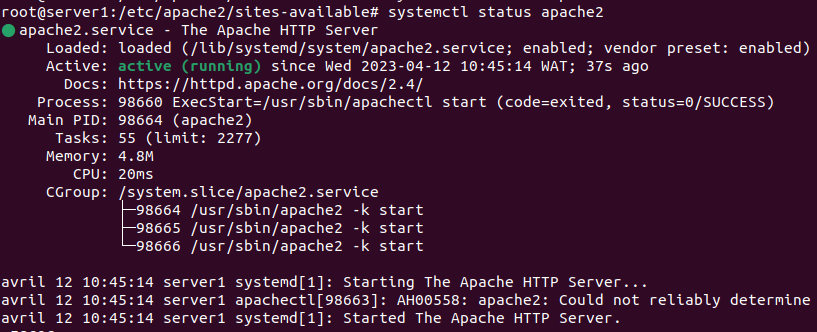 root@server1:/etc/apache2/sites-available# systemctl status apache2
apache2.service - The Apache HTTP Server
Loaded: loaded (/lib/systemd/system/apache2.service; enabled; vendor preset: enabled)
Active: active (running) since Wed 2023-04-12 10:45:14 WAT; 37s ago
Docs: https://httpd.apache.org/docs/2.4/
Process: 98660 ExecStart=/usr/sbin/apachectl start (code=exited, status=0/SUCCESS)
Main PID: 98664 (apache2)
Tasks: 55 (limit: 2277)
Memory: 4.8M
CPU: 20ms
CGroup: /system.slice/apache2.service
├─98664 /usr/sbin/apache2 -k start
├─98665 /usr/sbin/apache2 -k start
└─98666 /usr/sbin/apache2 -k start
avril 12 10:45:14 server1 systemd[1]: Starting The Apache HTTP Server...
avril 12 10:45:14 server1 apachectl[98663]: AH00558: apache2: Could not reliably determine
avril 12 10:45:14 server1 systemd[1]: Started The Apache HTTP Server.